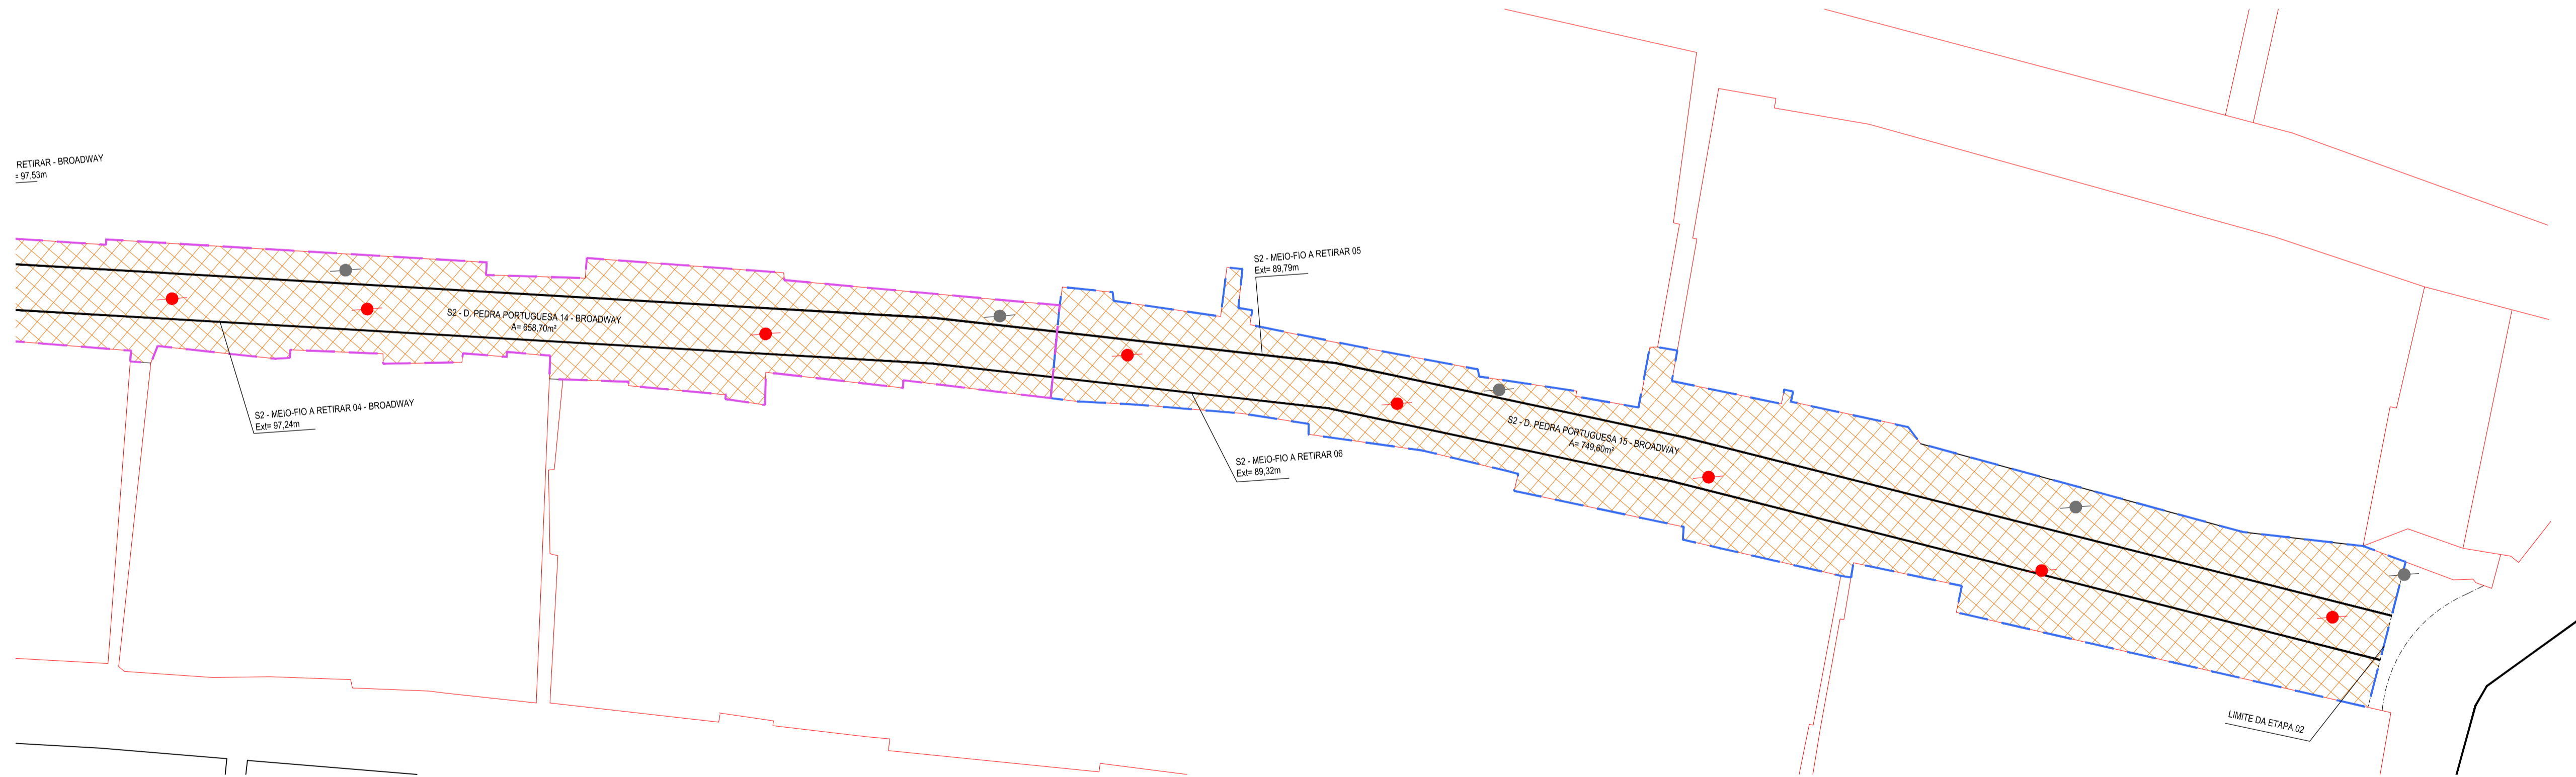 RETIRAR - BROADWAY
= 97,53m
S2 - MEIO-FIO A RETIRAR 05
Ext= 89,79m
S2 - D. PEDRA PORTUGUESA 14 - BROADWAY
A= 658,70m²
S2 - MEIO-FIO A RETIRAR 04 - BROADWAY
Ext= 97,24m
S2 - D. PEDRA PORTUGUESA 15 - BROADWAY
A= 749,60m²
S2 - MEIO-FIO A RETIRAR 06
Ext= 89,32m
LIMITE DA ETAPA 02